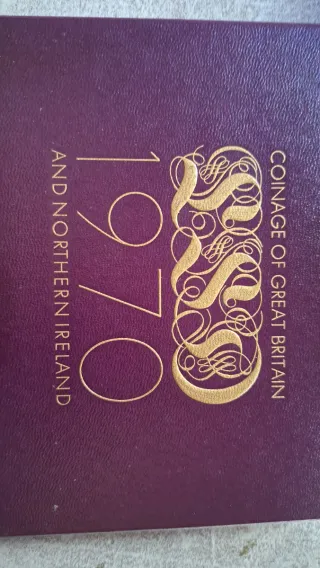 COINAGE OF GREAT BRITAIN
1970
AND NORTHERN IRELAND